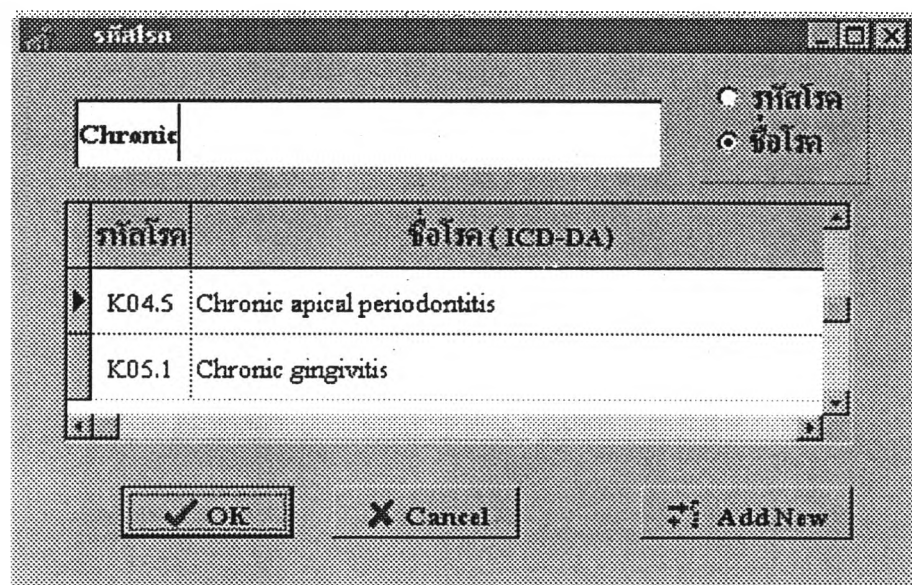 รหัสโรค
Chronic
รหัสโรค
ชื่อโรค
รหัสโรค ชื่อโรค ( ICD-DA)
K04.5 Chronic apical periodontitis
K05.1 Chronic gingivitis
OK Cancel Add New